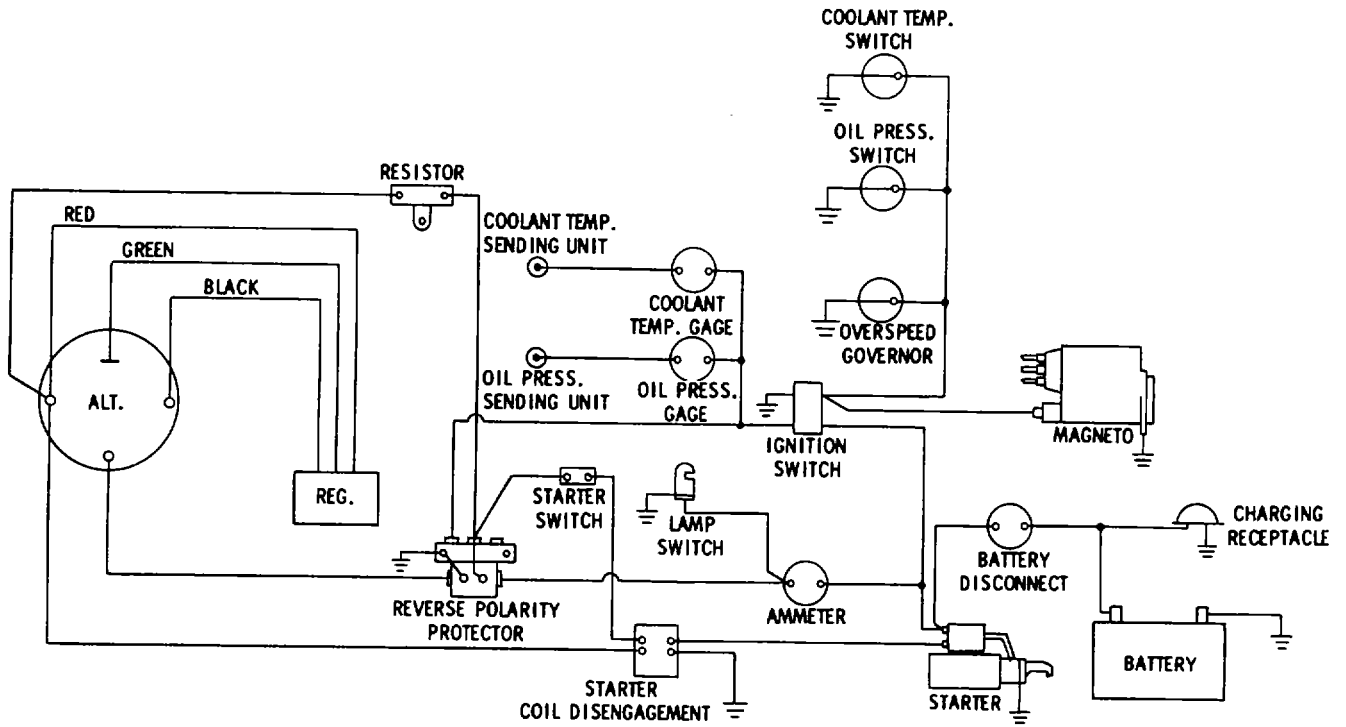 COOLANT TEMP.
SWITCH
OIL PRESS.
SWITCH
RESISTOR
RED
COOLANT TEMP.
SENDING UNIT
GREEN
BLACK
COOLANT
TEMP. GAGE
OVERSPEED
GOVERNOR
ALT.
OIL PRESS.
SENDING UNIT
OIL PRESS.
GAGE
MAGNETO
IGNITION
SWITCH
REG.
STARTER
SWITCH
LAMP
SWITCH
CHARGING
RECEPTACLE
BATTERY
DISCONNECT
REVERSE POLARITY
PROTECTOR
AMMETER
BATTERY
STARTER
COIL DISENGAGEMENT
STARTER